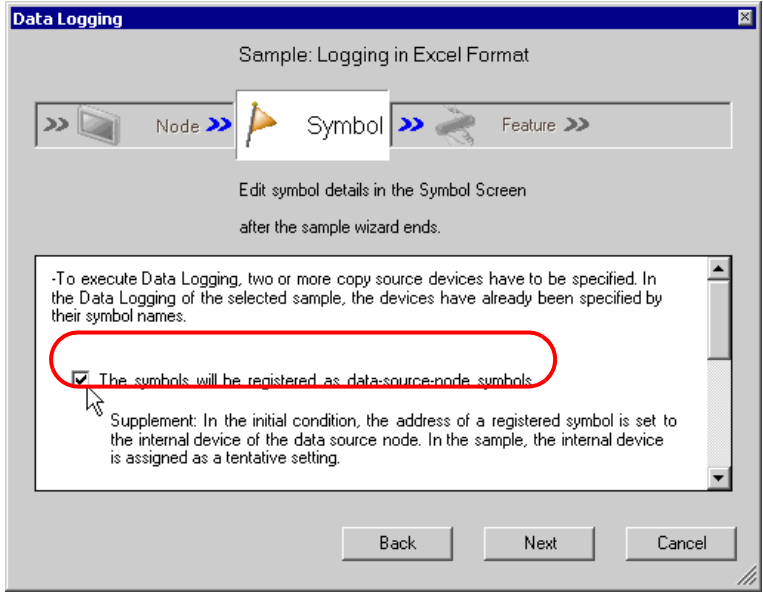 Data Logging
Sample: Logging in Excel Format
Node
Symbol
Feature
Edit symbol details in the Symbol Screen
after the sample wizard ends.
-To execute Data Logging, two or more copy source devices have to be specified. In
the Data Logging of the selected sample, the devices have already been specified by
their symbol names.
The symbols will be registered as data-source-node symbols
Supplement: In the initial condition, the address of a registered symbol is set to
the internal device of the data source node. In the sample, the internal device
is assigned as a tentative setting.
Back
Next
Cancel